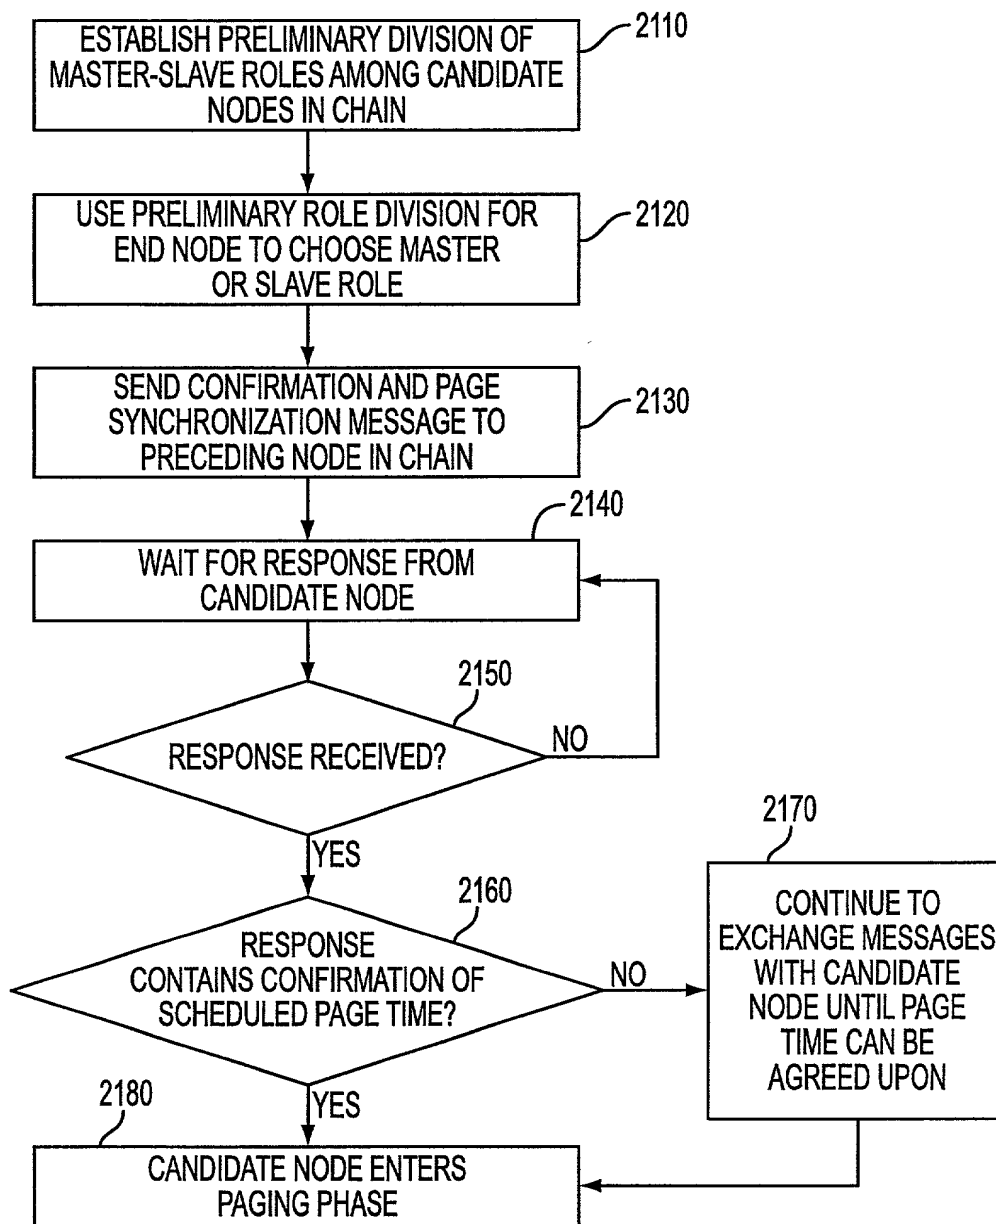 ESTABLISH PRELIMINARY DIVISION OF
MASTER-SLAVE ROLES AMONG CANDIDATE
NODES IN CHAIN
2110
USE PRELIMINARY ROLE DIVISION FOR
END NODE TO CHOOSE MASTER
OR SLAVE ROLE
2120
SEND CONFIRMATION AND PAGE
SYNCHRONIZATION MESSAGE TO
PRECEDING NODE IN CHAIN
2130
2140
WAIT FOR RESPONSE FROM
CANDIDATE NODE
2150
RESPONSE RECEIVED?
NO
YES
2160
RESPONSE
CONTAINS CONFIRMATION OF
SCHEDULED PAGE TIME?
NO
2170
CONTINUE TO
EXCHANGE MESSAGES
WITH CANDIDATE
NODE UNTIL PAGE
TIME CAN BE
AGREED UPON
YES
2180
CANDIDATE NODE ENTERS
PAGING PHASE